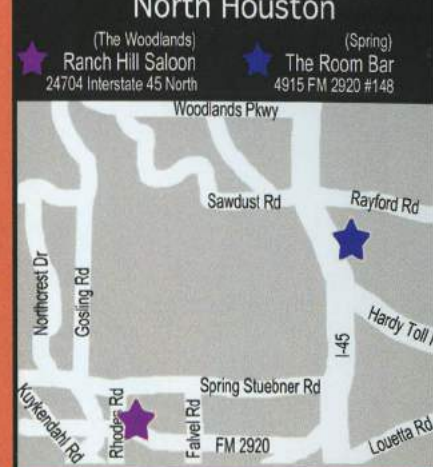 North Houston
(The Woodlands)
Ranch Hill Saloon
24704 Interstate 45 North
(Spring)
The Room Bar
4915 FM 2920 #148
Woodlands Pkwy
Sawdust Rd
Rayford Rd
Northcrest Dr
Gosling Rd
Hardy Toll
I-45
Kuykendahl Rd
Rhodes Rd
Falvel Rd
Spring Stuebner Rd
FM 2920
Louetta Rd